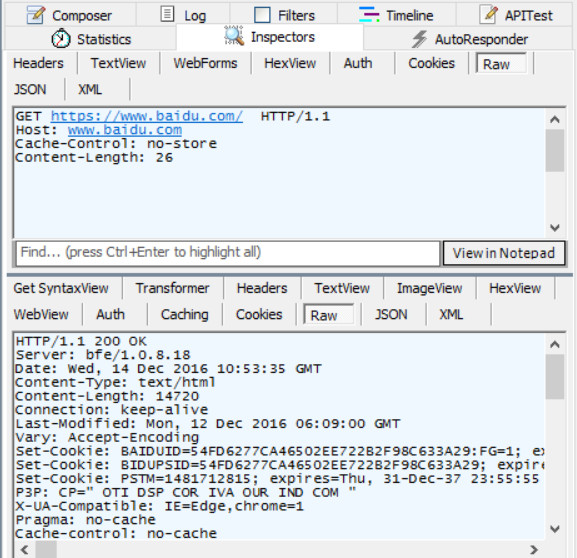 Composer Log Filters Timeline APITest
Statistics Inspectors AutoResponder
Headers TextView WebForms HexView Auth Cookies Raw
JSON XML
GET https://www.baidu.com/ HTTP/1.1
Host: www.baidu.com
Cache-Control: no-store
Content-Length: 26
Find... (press Ctrl+Enter to highlight all) View in Notepad
Get SyntaxView Transformer Headers TextView ImageView HexView
WebView Auth Caching Cookies Raw JSON XML
HTTP/1.1 200 OK
Server: bfe/1.0.8.18
Date: Wed, 14 Dec 2016 10:53:35 GMT
Content-Type: text/html
Content-Length: 14720
Connection: keep-alive
Last-Modified: Mon, 12 Dec 2016 06:09:00 GMT
Vary: Accept-Encoding
Set-Cookie: BAIDUID=54FD6277CA46502EE722B2F98C633A29:FG=1; ex
Set-Cookie: BIDUPSID=54FD6277CA46502EE722B2F98C633A29; expire
Set-Cookie: PSTM=1481712815; expires=Thu, 31-Dec-37 23:55:55
P3P: CP=" OTI DSP COR IVA OUR IND COM "
X-UA-Compatible: IE=Edge,chrome=1
Pragma: no-cache
Cache-control: no-cache